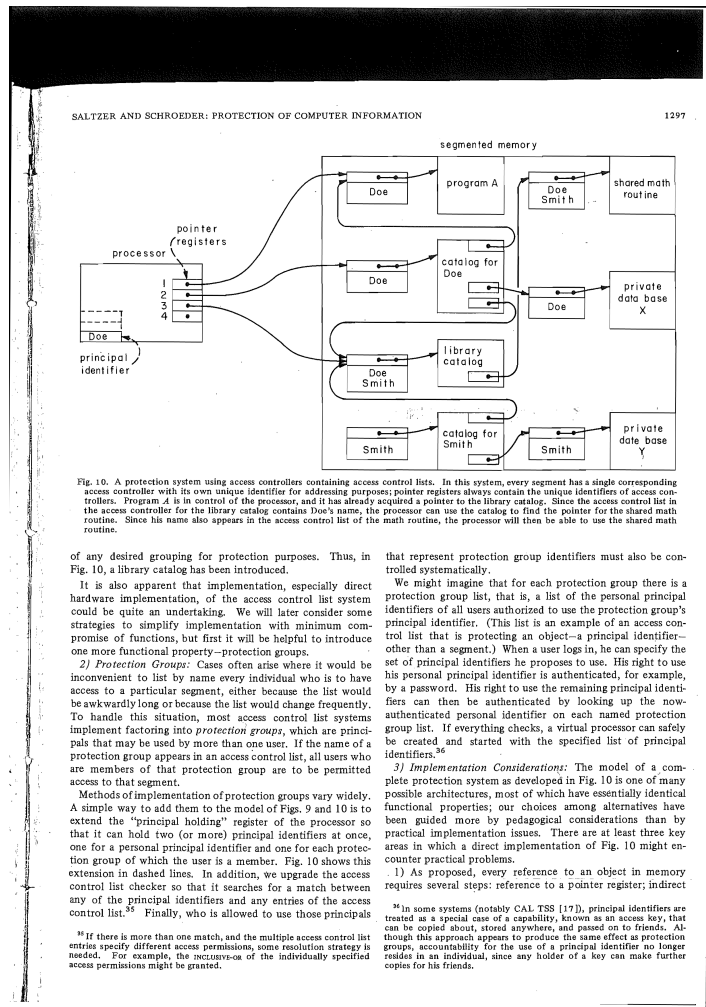 SALTZER AND SCHROEDER: PROTECTION OF COMPUTER INFORMATION
1297
segmented memory
Doe
program A
Doe
Smith
shared math
routine
pointer
registers
processor
1
2
3
4
Doe
principal
identifier
Doe
catalog for
Doe
Doe
private
data base
X
Doe
Smith
library
catalog
Smith
catalog for
Smith
Smith
private
date base
Y
Fig. 10. A protection system using access controllers containing access control lists. In this system, every segment has a single corresponding
access controller with its own unique identifier for addressing purposes; pointer registers always contain the unique identifiers of access con-
trollers. Program A is in control of the processor, and it has already acquired a pointer to the library catalog. Since the access control list in
the access controller for the library catalog contains Doe's name, the processor can use the catalog to find the pointer for the shared math
routine. Since his name also appears in the access control list of the math routine, the processor will then be able to use the shared math
routine.
of any desired grouping for protection purposes. Thus, in
Fig. 10, a library catalog has been introduced.
It is also apparent that implementation, especially direct
hardware implementation, of the access control list system
could be quite an undertaking. We will later consider some
strategies to simplify implementation with minimum com-
promise of functions, but first it will be helpful to introduce
one more functional property—protection groups.
2) Protection Groups: Cases often arise where it would be
inconvenient to list by name every individual who is to have
access to a particular segment, either because the list would
be awkwardly long or because the list would change frequently.
To handle this situation, most access control list systems
implement factoring into protection groups, which are princi-
pals that may be used by more than one user. If the name of a
protection group appears in an access control list, all users who
are members of that protection group are to be permitted
access to that segment.
Methods of implementation of protection groups vary widely.
A simple way to add them to the model of Figs. 9 and 10 is to
extend the "principal holding" register of the processor so
that it can hold two (or more) principal identifiers at once,
one for a personal principal identifier and one for each protec-
tion group of which the user is a member. Fig. 10 shows this
extension in dashed lines. In addition, we upgrade the access
control list checker so that it searches for a match between
any of the principal identifiers and any entries of the access
control list.35 Finally, who is allowed to use those principals
35 If there is more than one match, and the multiple access control list
entries specify different access permissions, some resolution strategy is
needed. For example, the INCLUSIVE-OR of the individually specified
access permissions might be granted.
that represent protection group identifiers must also be con-
trolled systematically.
We might imagine that for each protection group there is a
protection group list, that is, a list of the personal principal
identifiers of all users authorized to use the protection group's
principal identifier. (This list is an example of an access con-
trol list that is protecting an object—a principal identifier—
other than a segment.) When a user logs in, he can specify the
set of principal identifiers he proposes to use. His right to use
his personal principal identifier is authenticated, for example,
by a password. His right to use the remaining principal identi-
fiers can then be authenticated by looking up the now-
authenticated personal identifier on each named protection
group list. If everything checks, a virtual processor can safely
be created and started with the specified list of principal
identifiers.36
3) Implementation Considerations: The model of a com-
plete protection system as developed in Fig. 10 is one of many
possible architectures, most of which have essentially identical
functional properties; our choices among alternatives have
been guided more by pedagogical considerations than by
practical implementation issues. There are at least three key
areas in which a direct implementation of Fig. 10 might en-
counter practical problems.
1) As proposed, every reference to an object in memory
requires several steps: reference to a pointer register; indirect
36 In some systems (notably CAL TSS [17]), principal identifiers are
treated as a special case of a capability, known as an access key, that
can be copied about, stored anywhere, and passed on to friends. Al-
though this approach appears to produce the same effect as protection
groups, accountability for the use of a principal identifier no longer
resides in an individual, since any holder of a key can make further
copies for his friends.